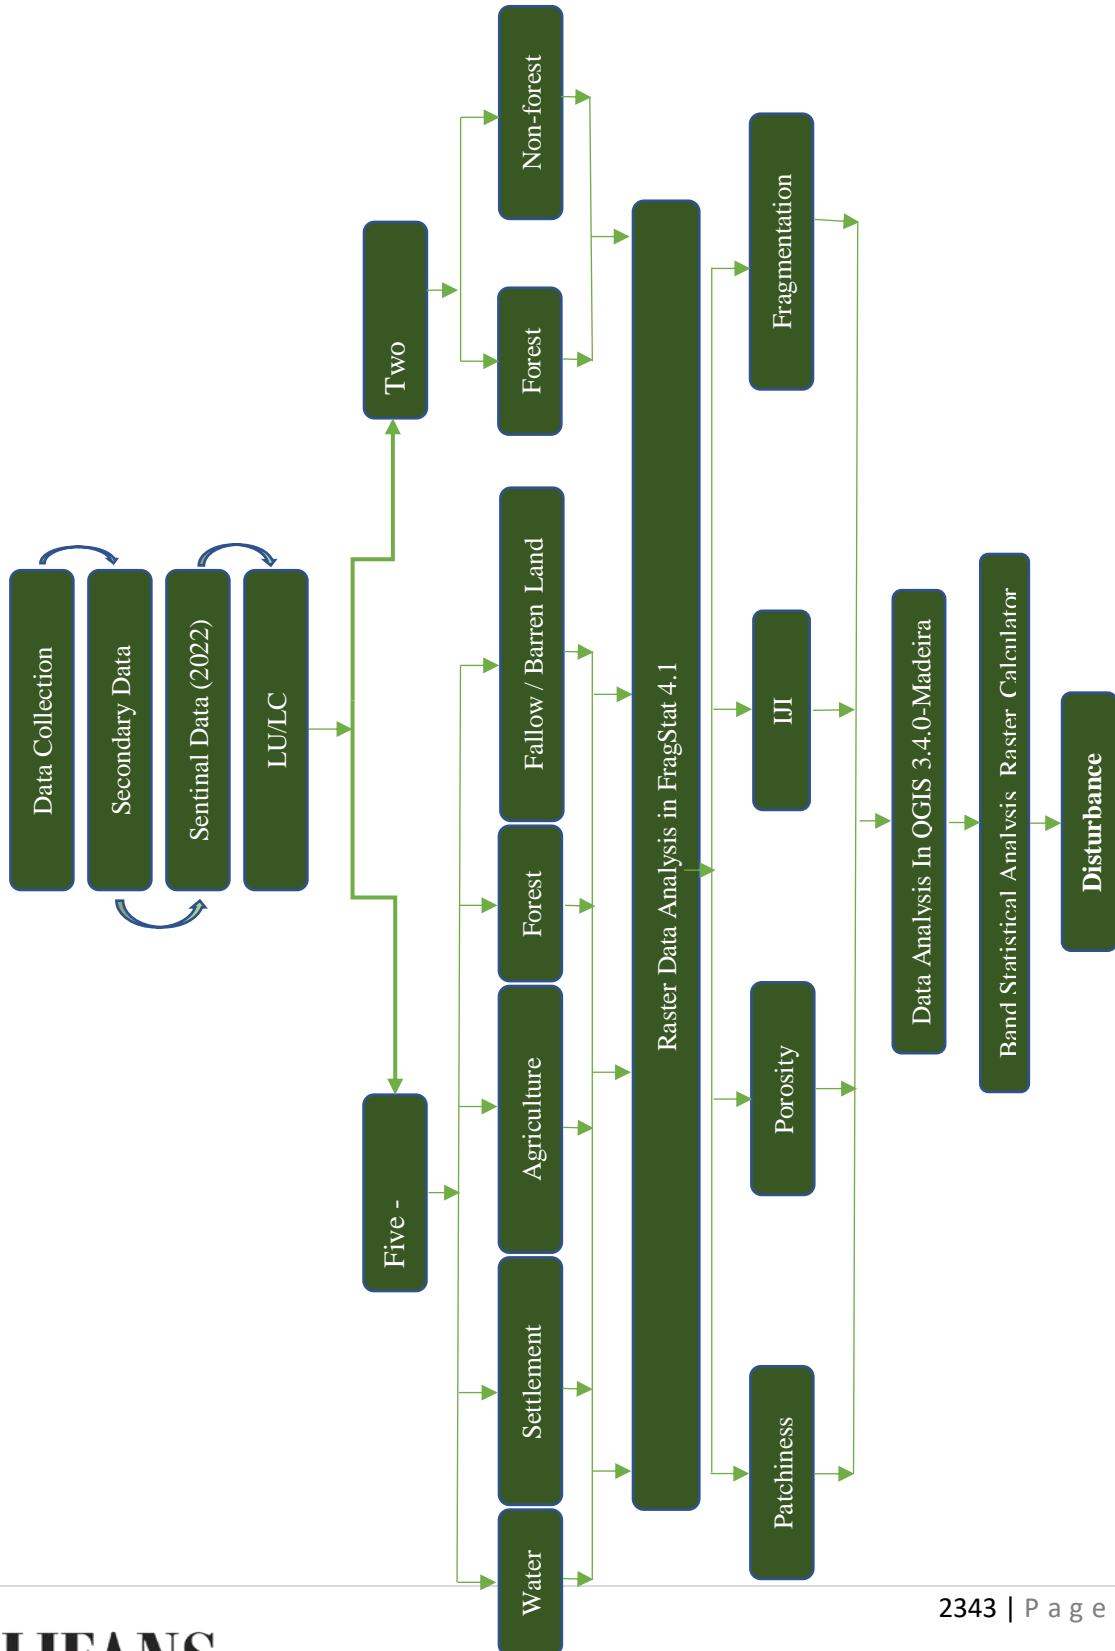 Data Collection
Secondary Data
Sentinal Data (2022)
LU/LC
Five -
Two
Water
Settlement
Agriculture
Forest
Fallow / Barren Land
Forest
Non-forest
Raster Data Analysis in FragStat 4.1
Patchiness
Porosity
IJI
Fragmentation
Data Analysis In QGIS 3.4.0-Madeira
Band Statistical Analysis Raster Calculator
Disturbance
2343 | Page